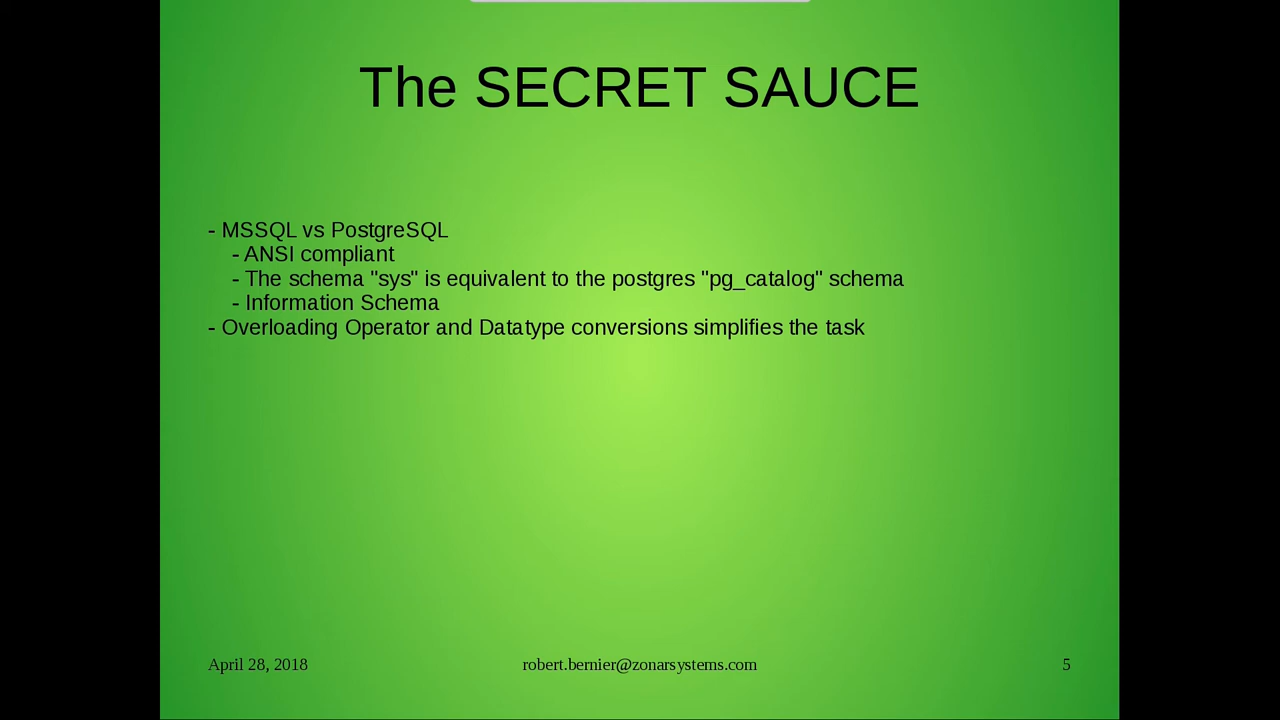 The SECRET SAUCE
- MSSQL vs PostgreSQL
- ANSI compliant
- The schema "sys" is equivalent to the postgres "pg_catalog" schema
- Information Schema
- Overloading Operator and Datatype conversions simplifies the task
April 28, 2018
robert.bernier@zonarsystems.com
5